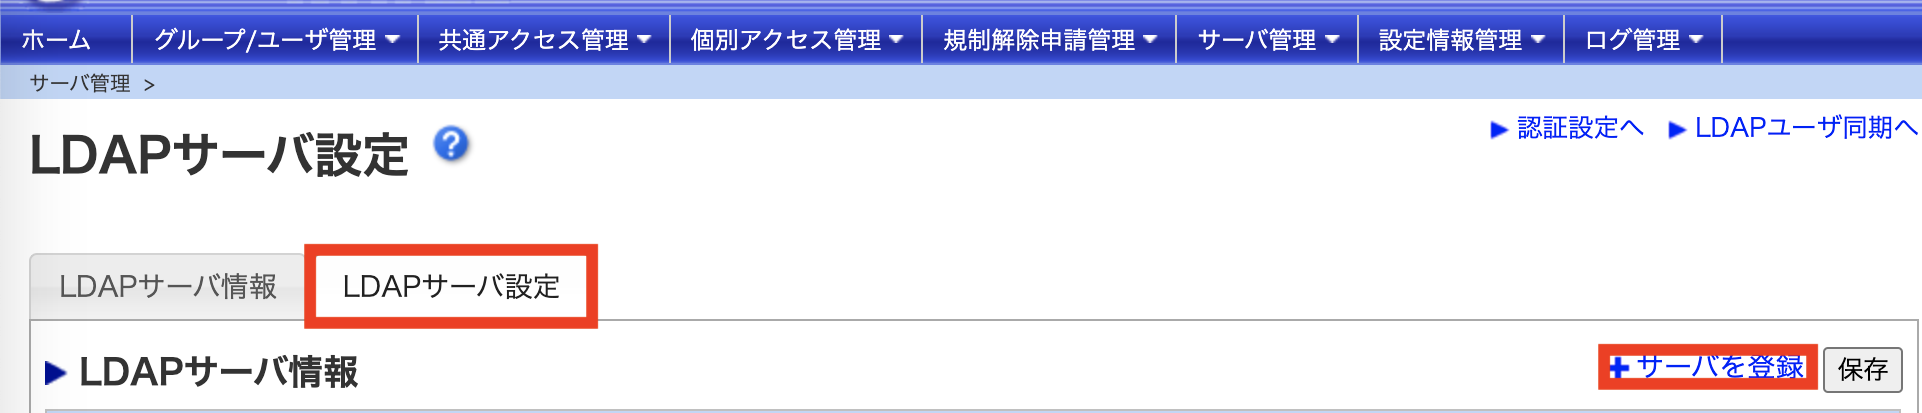 ホーム グループ/ユーザ管理 共通アクセス管理 個別アクセス管理 規制解除申請管理 サーバ管理 設定情報管理 ログ管理
サーバ管理 >
認証設定へ LDAPユーザ同期へ
LDAPサーバ設定 ?
LDAPサーバ情報 LDAPサーバ設定
LDAPサーバ情報 サーバを登録 保存